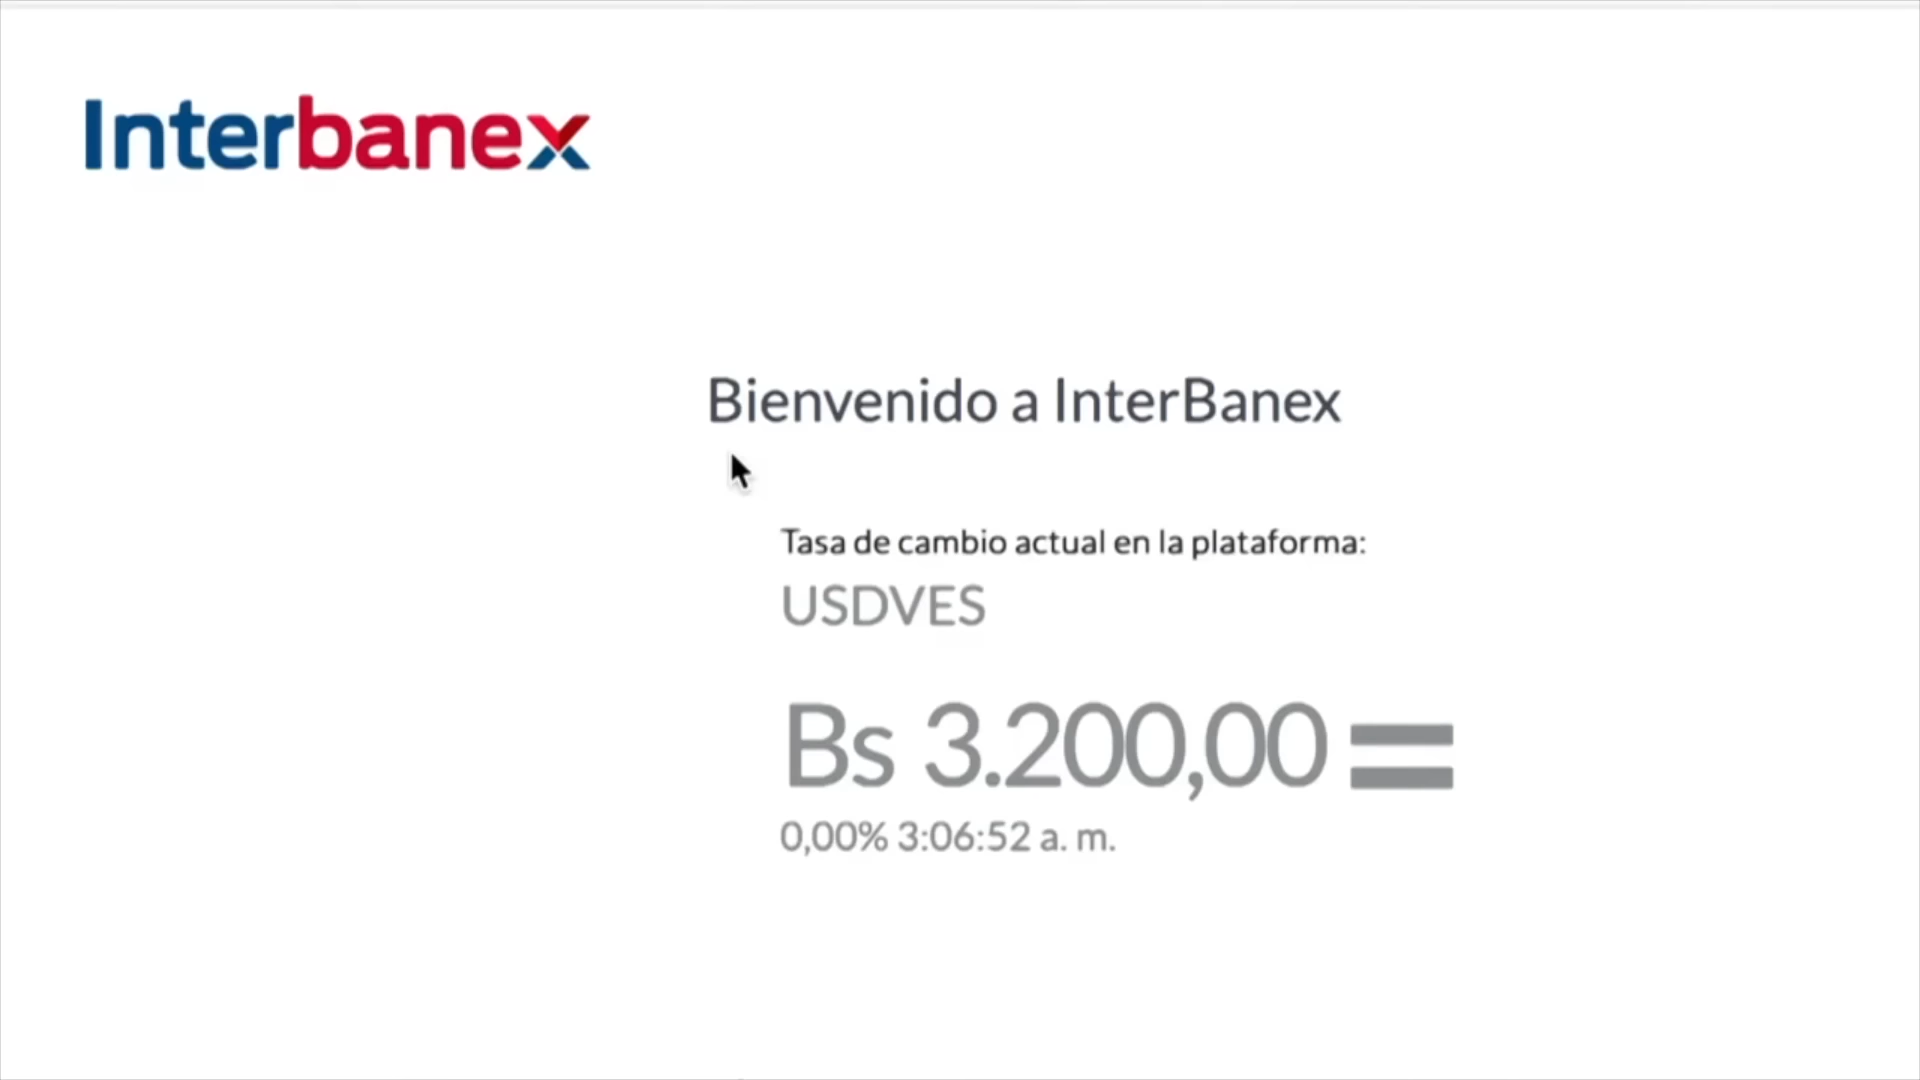 Interbanex
Bienvenido a InterBanex
Tasa de cambio actual en la plataforma:
USDVES
Bs 3.200,00 =
0,00% 3:06:52 a. m.